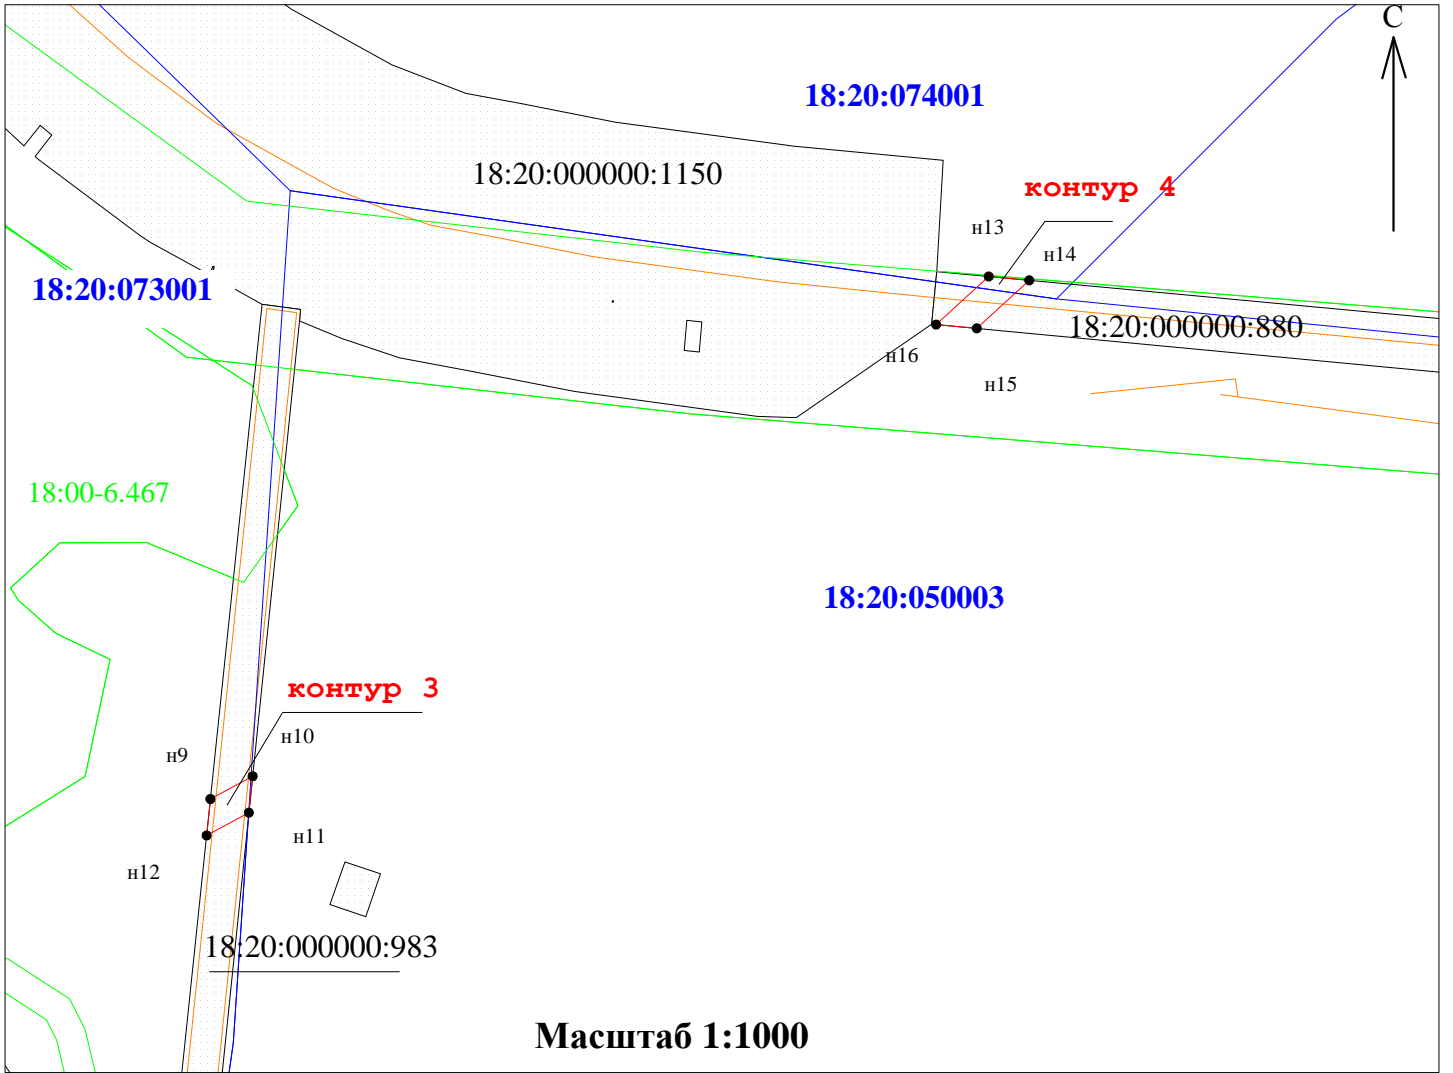 С
18:20:074001
18:20:000000:1150
контур 4
н13
н14
18:20:073001
18:20:000000:880
н16
н15
18:00-6.467
18:20:050003
контур 3
н10
н9
н11
н12
18:20:000000:983
Масштаб 1:1000